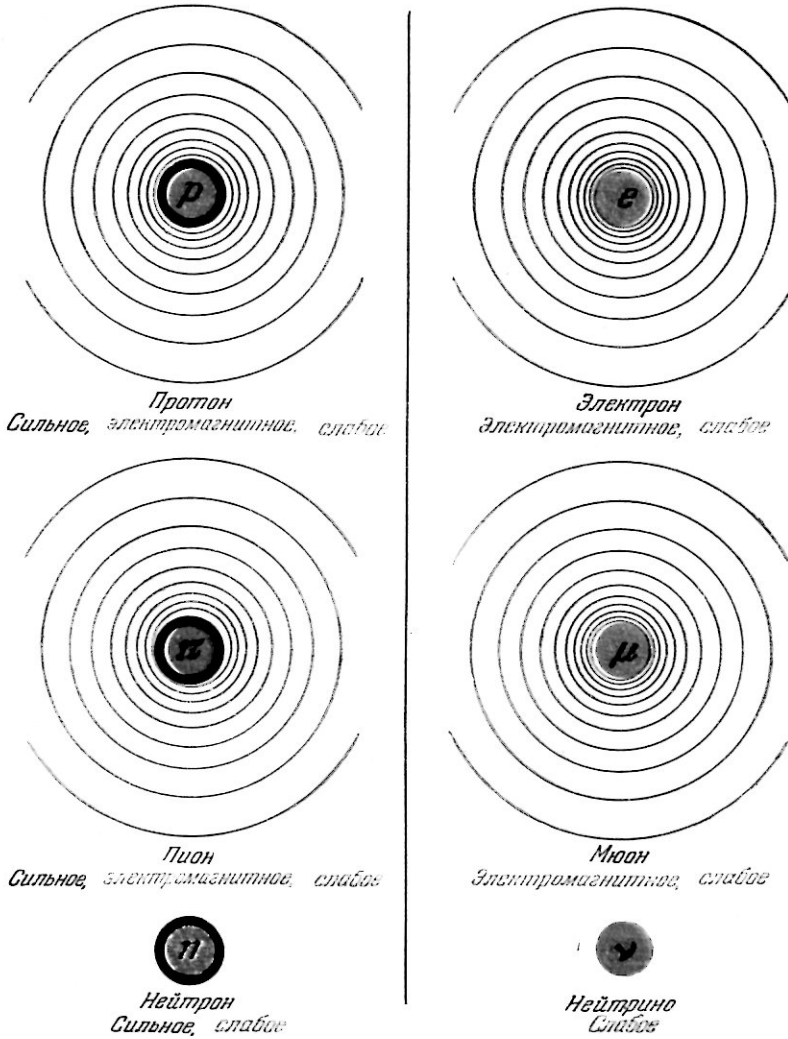 p
Протон
Сильное, электромагнитное, слабое
e
Электрон
Электромагнитное, слабое
π
Пион
Сильное, электромагнитное, слабое
μ
Мюон
Электромагнитное, слабое
n
Нейтрон
Сильное, слабое
ν
Нейтрино
Слабое